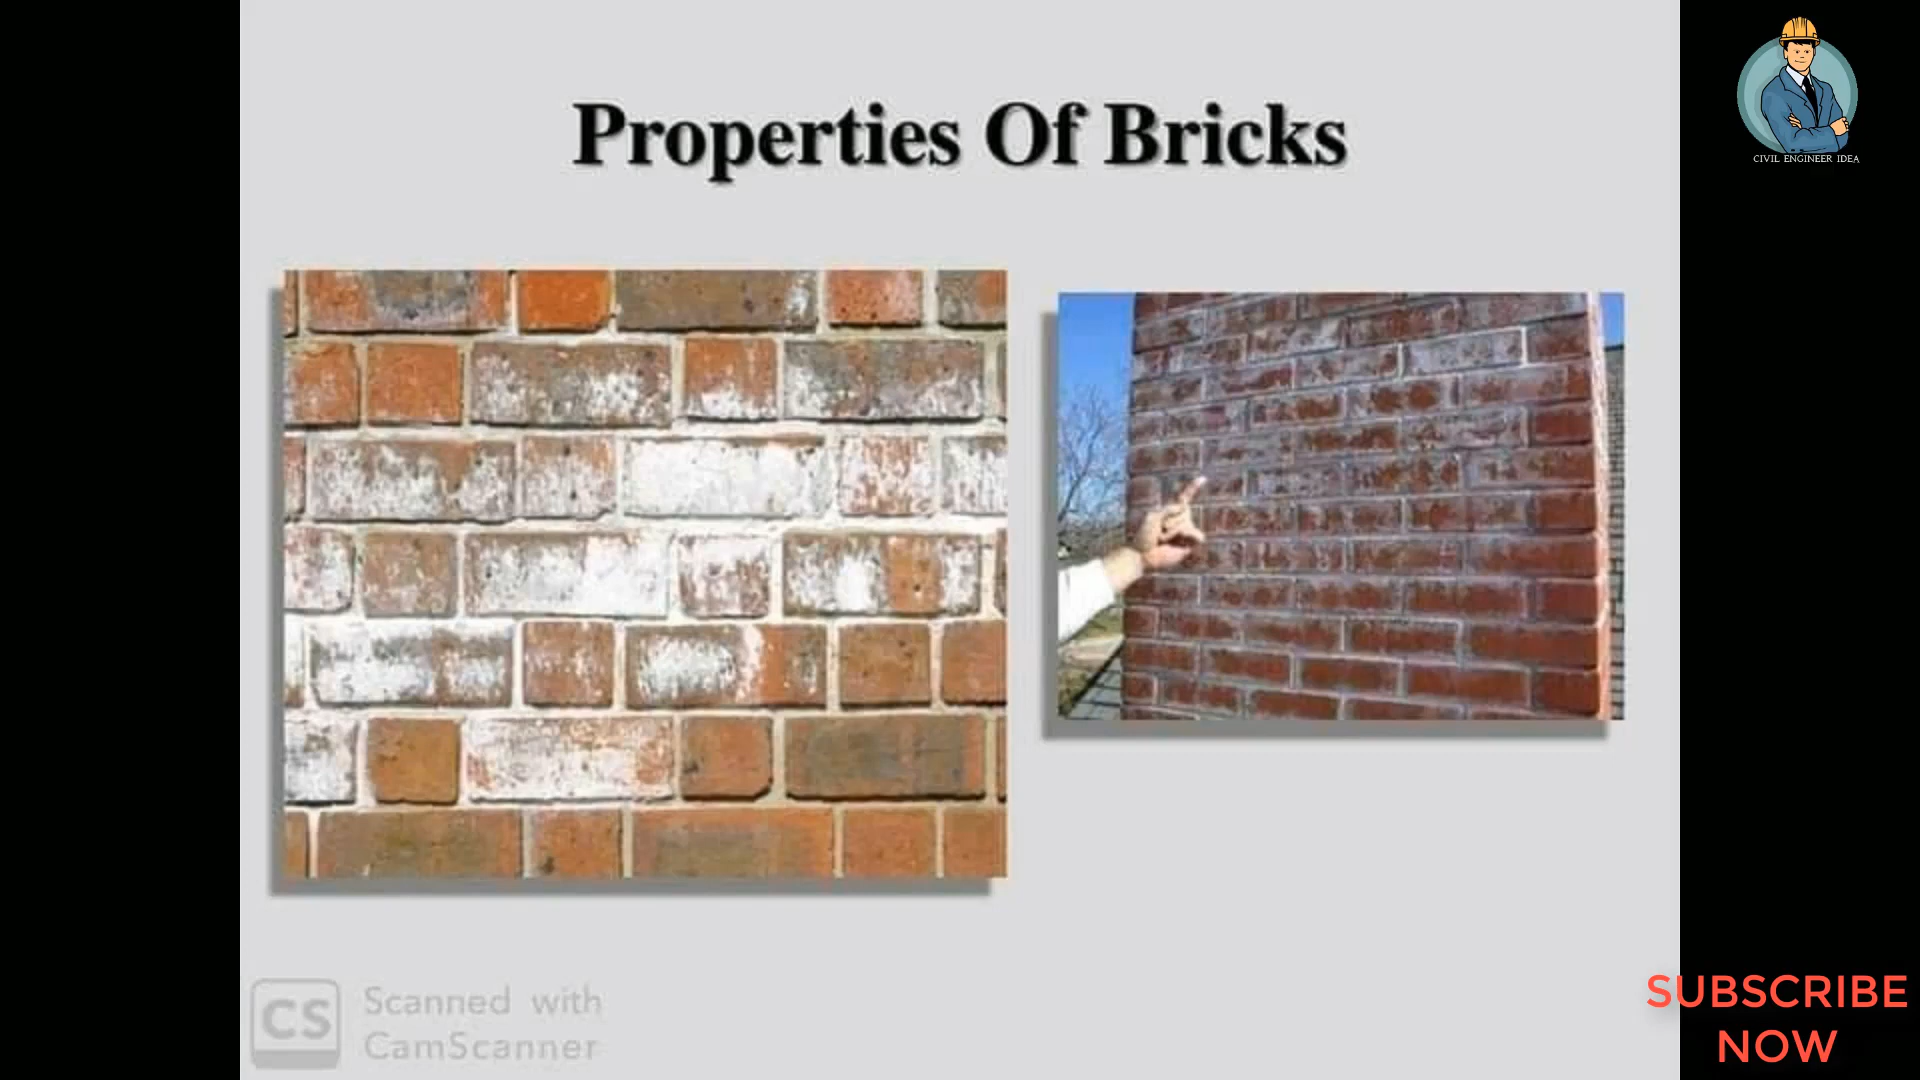 Properties Of Bricks
CIVIL ENGINEER IDEA
CS
Scanned with
CamScanner
SUBSCRIBE
NOW